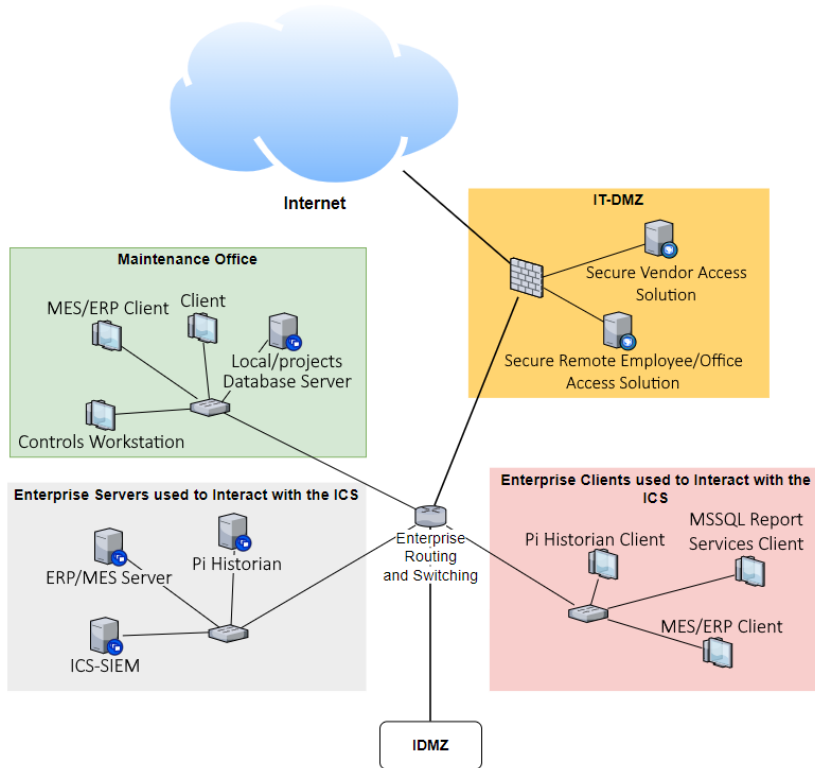 Internet
IT-DMZ
Secure Vendor Access
Solution
Secure Remote Employee/Office
Access Solution
Maintenance Office
MES/ERP Client
Client
Local/projects
Database Server
Controls Workstation
Enterprise Servers used to Interact with the ICS
ERP/MES Server
Pi Historian
ICS-SIEM
Enterprise
Routing
and Switching
Enterprise Clients used to Interact with the
ICS
Pi Historian Client
MSSQL Report
Services Client
MES/ERP Client
IDMZ